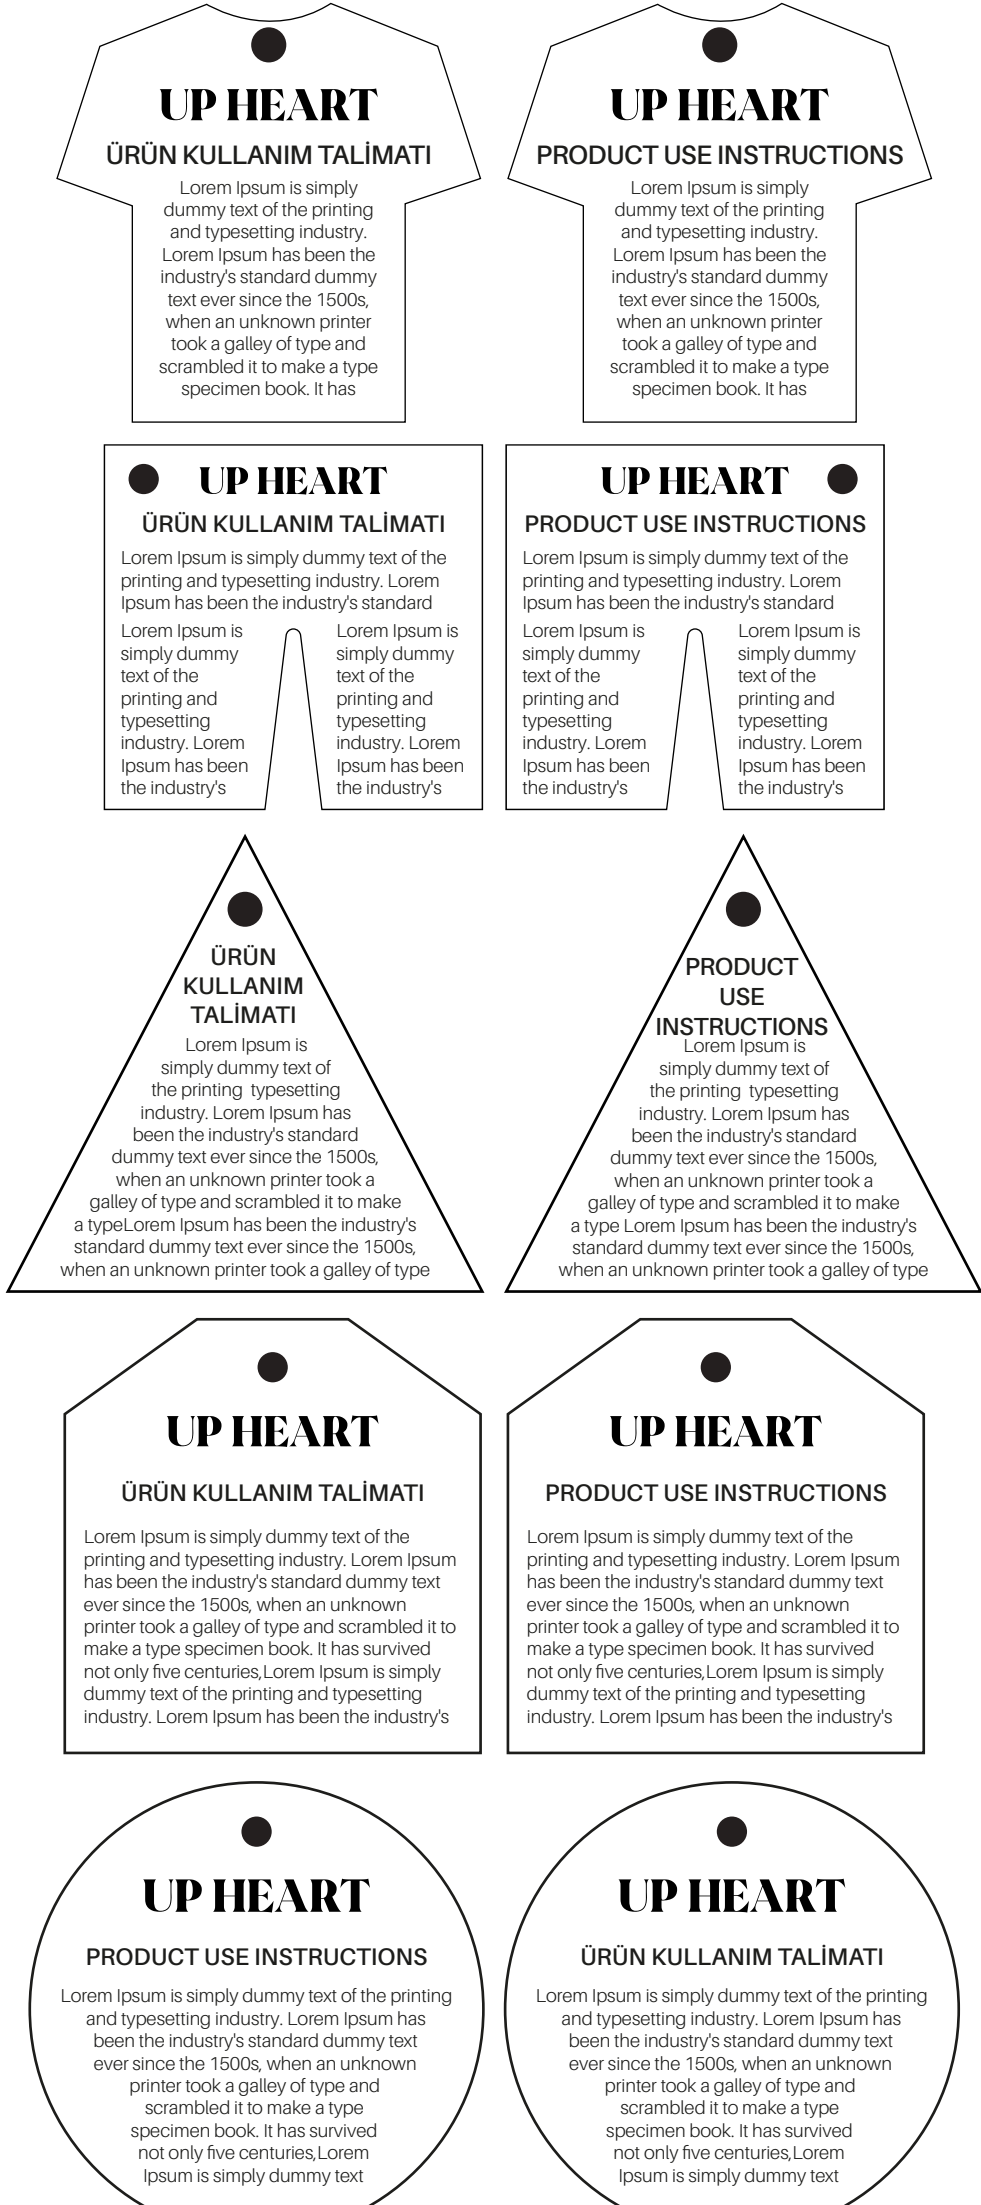 UP HEART
ÜRÜN KULLANIM TALİMATI
Lorem Ipsum is simply
dummy text of the printing
and typesetting industry.
Lorem Ipsum has been the
industry's standard dummy
text ever since the 1500s,
when an unknown printer
took a galley of type and
scrambled it to make a type
specimen book. It has
UP HEART
PRODUCT USE INSTRUCTIONS
Lorem Ipsum is simply
dummy text of the printing
and typesetting industry.
Lorem Ipsum has been the
industry's standard dummy
text ever since the 1500s,
when an unknown printer
took a galley of type and
scrambled it to make a type
specimen book. It has
UP HEART
ÜRÜN KULLANIM TALİMATI
Lorem Ipsum is simply dummy text of the
printing and typesetting industry. Lorem
Ipsum has been the industry's standard
Lorem Ipsum is
simply dummy
text of the
printing and
typesetting
industry. Lorem
Ipsum has been
the industry's
Lorem Ipsum is
simply dummy
text of the
printing and
typesetting
industry. Lorem
Ipsum has been
the industry's
UP HEART
PRODUCT USE INSTRUCTIONS
Lorem Ipsum is simply dummy text of the
printing and typesetting industry. Lorem
Ipsum has been the industry's standard
Lorem Ipsum is
simply dummy
text of the
printing and
typesetting
industry. Lorem
Ipsum has been
the industry's
Lorem Ipsum is
simply dummy
text of the
printing and
typesetting
industry. Lorem
Ipsum has been
the industry's
ÜRÜN
KULLANIM
TALİMATI
Lorem Ipsum is
simply dummy text of
the printing typesetting
industry. Lorem Ipsum has
been the industry's standard
dummy text ever since the 1500s,
when an unknown printer took a
galley of type and scrambled it to make
a typeLorem Ipsum has been the industry's
standard dummy text ever since the 1500s,
when an unknown printer took a galley of type
PRODUCT
USE
INSTRUCTIONS
Lorem Ipsum is
simply dummy text of
the printing typesetting
industry. Lorem Ipsum has
been the industry's standard
dummy text ever since the 1500s,
when an unknown printer took a
galley of type and scrambled it to make
a type Lorem Ipsum has been the industry's
standard dummy text ever since the 1500s,
when an unknown printer took a galley of type
UP HEART
ÜRÜN KULLANIM TALİMATI
Lorem Ipsum is simply dummy text of the
printing and typesetting industry. Lorem Ipsum
has been the industry's standard dummy text
ever since the 1500s, when an unknown
printer took a galley of type and scrambled it to
make a type specimen book. It has survived
not only five centuries,Lorem Ipsum is simply
dummy text of the printing and typesetting
industry. Lorem Ipsum has been the industry's
UP HEART
PRODUCT USE INSTRUCTIONS
Lorem Ipsum is simply dummy text of the
printing and typesetting industry. Lorem Ipsum
has been the industry's standard dummy text
ever since the 1500s, when an unknown
printer took a galley of type and scrambled it to
make a type specimen book. It has survived
not only five centuries,Lorem Ipsum is simply
dummy text of the printing and typesetting
industry. Lorem Ipsum has been the industry's
UP HEART
PRODUCT USE INSTRUCTIONS
Lorem Ipsum is simply dummy text of the printing
and typesetting industry. Lorem Ipsum has
been the industry's standard dummy text
ever since the 1500s, when an unknown
printer took a galley of type and
scrambled it to make a type
specimen book. It has survived
not only five centuries,Lorem
Ipsum is simply dummy text
UP HEART
ÜRÜN KULLANIM TALİMATI
Lorem Ipsum is simply dummy text of the printing
and typesetting industry. Lorem Ipsum has
been the industry's standard dummy text
ever since the 1500s, when an unknown
printer took a galley of type and
scrambled it to make a type
specimen book. It has survived
not only five centuries,Lorem
Ipsum is simply dummy text